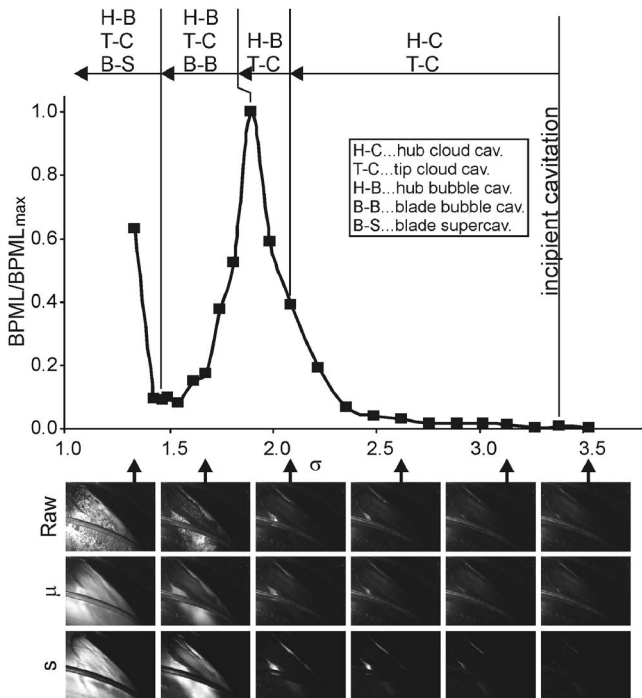 H-B
T-C
B-S
H-B
T-C
B-B
H-B
T-C
H-C
T-C
H-C...hub cloud cav.
T-C...tip cloud cav.
H-B...hub bubble cav.
B-B...blade bubble cav.
B-S...blade supercav.
incipient cavitation
BPML/BPMLmax
1.0
0.8
0.6
0.4
0.2
0.0
1.0
1.5
2.0
2.5
3.0
3.5
σ
Raw
μ
s